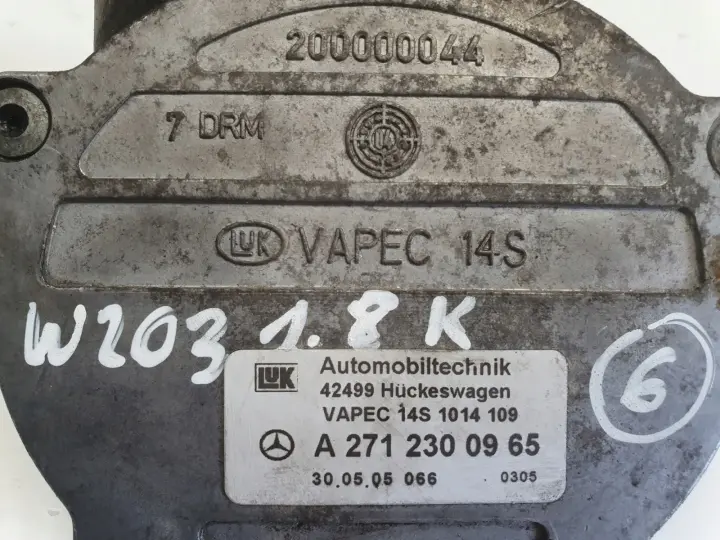 200000044
7 DRM
04
LUK VAPEC 14S
W203 1.8 K
6
LUK Automobiltechnik
42499 Hückeswagen
VAPEC 14S 1014 109
A 271 230 09 65
30.05.05 066 0305